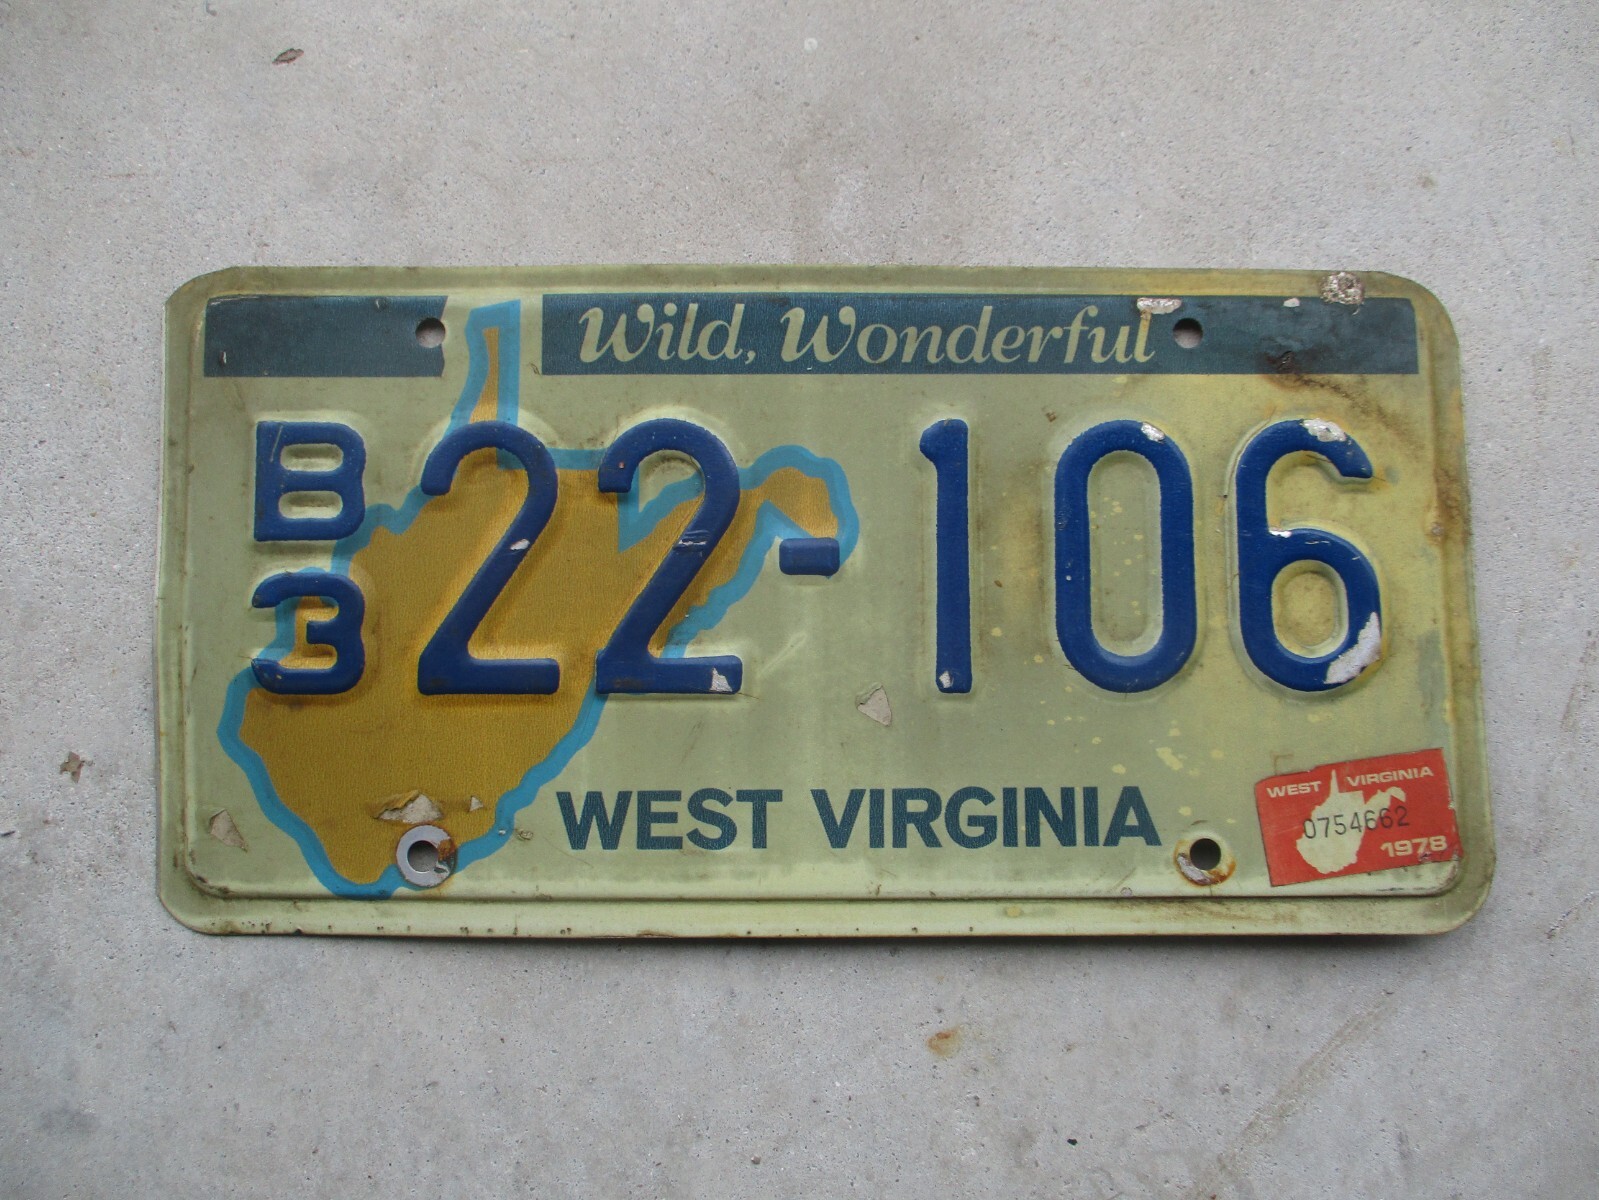 Wild, Wonderful
B
3
22-106
WEST VIRGINIA
WEST VIRGINIA
0754662
1978